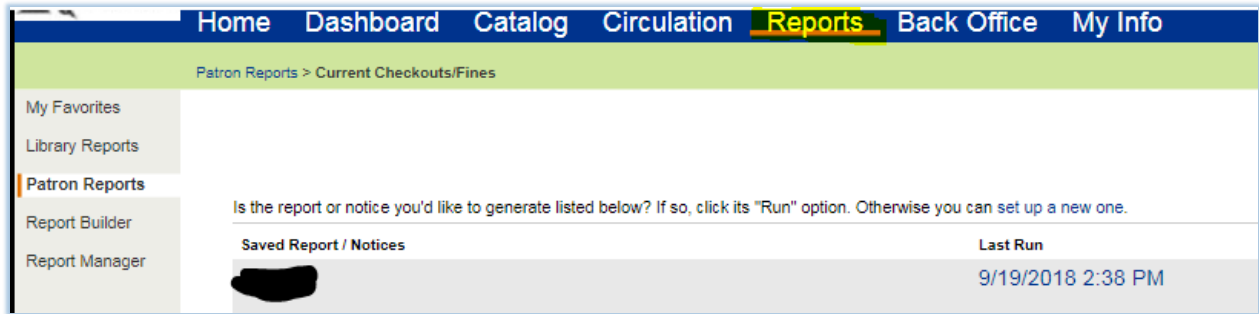 Home Dashboard Catalog Circulation Reports Back Office My Info
Patron Reports > Current Checkouts/Fines
My Favorites
Library Reports
Patron Reports
Report Builder
Report Manager
Is the report or notice you'd like to generate listed below? If so, click its "Run" option. Otherwise you can set up a new one.
Saved Report / Notices Last Run
9/19/2018 2:38 PM